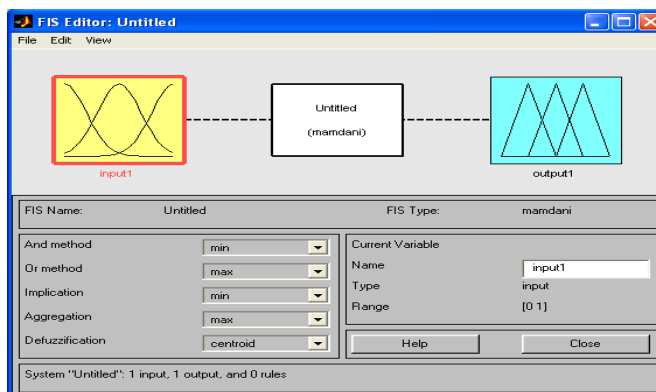 FIS Editor: Untitled
File Edit View
Untitled
(mamdani)
input1
output1
FIS Name: Untitled FIS Type: mamdani
And method min
Or method max
Implication min
Aggregation max
Defuzzification centroid
Current Variable
Name input1
Type input
Range [0 1]
Help Close
System "Untitled": 1 input, 1 output, and 0 rules